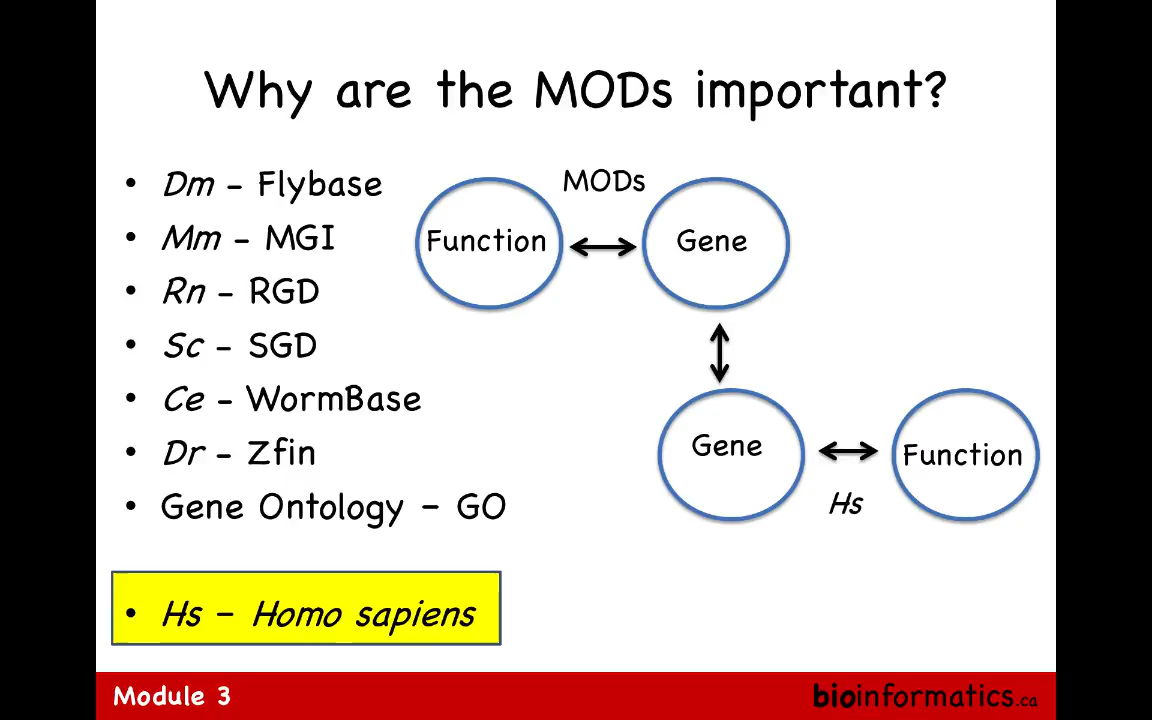 Why are the MODs important?
• Dm - Flybase
• Mm - MGI
• Rn - RGD
• Sc - SGD
• Ce - WormBase
• Dr - Zfin
• Gene Ontology - GO
• Hs - Homo sapiens
MODs
Function
Gene
Gene
Function
Hs
Module 3
bioinformatics.ca